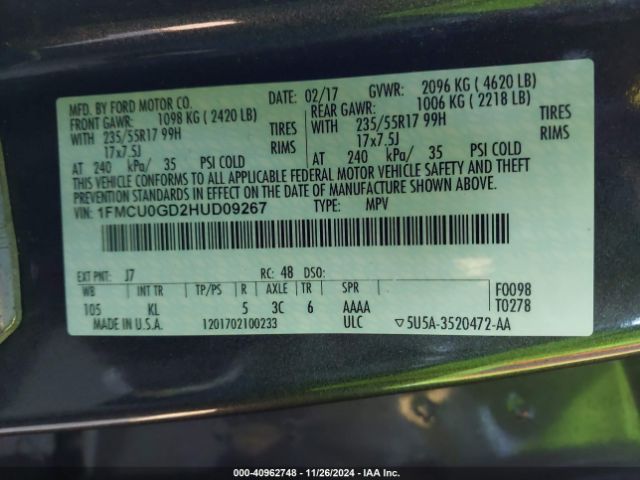 MFD. BY FORD MOTOR CO.
DATE: 02/17 GVWR: 2096 KG ( 4620 LB)
FRONT GAWR: 1098 KG ( 2420 LB) REAR GAWR: 1006 KG ( 2218 LB)
WITH 235/55R17 99H TIRES WITH 235/55R17 99H TIRES
17x7.5J RIMS 17x7.5J RIMS
AT 240 kPa/ 35 PSI COLD AT 240 kPa/ 35 PSI COLD
THIS VEHICLE CONFORMS TO ALL APPLICABLE FEDERAL MOTOR VEHICLE SAFETY AND THEFT
PREVENTION STANDARDS IN EFFECT ON THE DATE OF MANUFACTURE SHOWN ABOVE.
VIN: 1FMCU0GD2HUD09267 TYPE: MPV
EXT PNT: J7 RC: 48 DSO:
WB INT TR TP/PS R AXLE TR SPR F0098
105 KL 5 3C 6 AAAA T0278
MADE IN U.S.A. 1201702100233 ULC ▽5U5A-3520472-AA
000-40962748 - 11/26/2024 - IAA Inc.